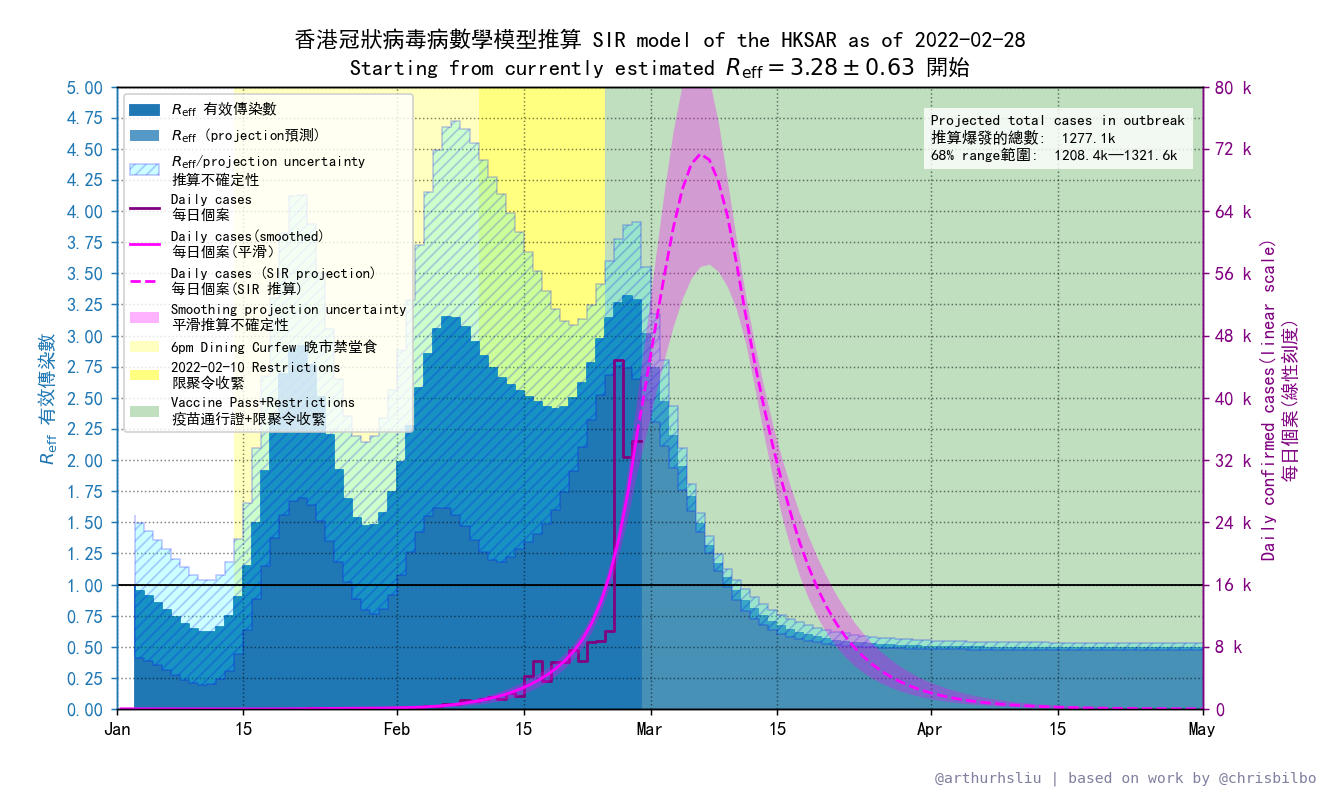 香港冠狀病毒病數學模型推算 SIR model of the HKSAR as of 2022-02-28
Starting from currently estimated R_eff = 3.28 ± 0.63 開始
R_eff 有效傳染數
R_eff (projection預測)
R_eff/projection uncertainty
推算不確定性
Daily cases
每日個案
Daily cases(smoothed)
每日個案(平滑)
Daily cases (SIR projection)
每日個案(SIR 推算)
Smoothing projection uncertainty
平滑推算不確定性
6pm Dining Curfew 晚市禁堂食
2022-02-10 Restrictions
限聚令收緊
Vaccine Pass+Restrictions
疫苗通行證+限聚令收緊
Projected total cases in outbreak
推算爆發的總數: 1277.1k
68% range範圍: 1208.4k—1321.6k
5.00
4.75
4.50
4.25
4.00
3.75
3.50
3.25
3.00
2.75
2.50
2.25
2.00
1.75
1.50
1.25
1.00
0.75
0.50
0.25
0.00
R_eff 有效傳染數
80 k
72 k
64 k
56 k
48 k
40 k
32 k
24 k
16 k
8 k
0
Daily confirmed cases(linear scale)
每日個案(線性刻度)
Jan 15 Feb 15 Mar 15 Apr 15 May
@arthurhsliu | based on work by @chrisbilbo